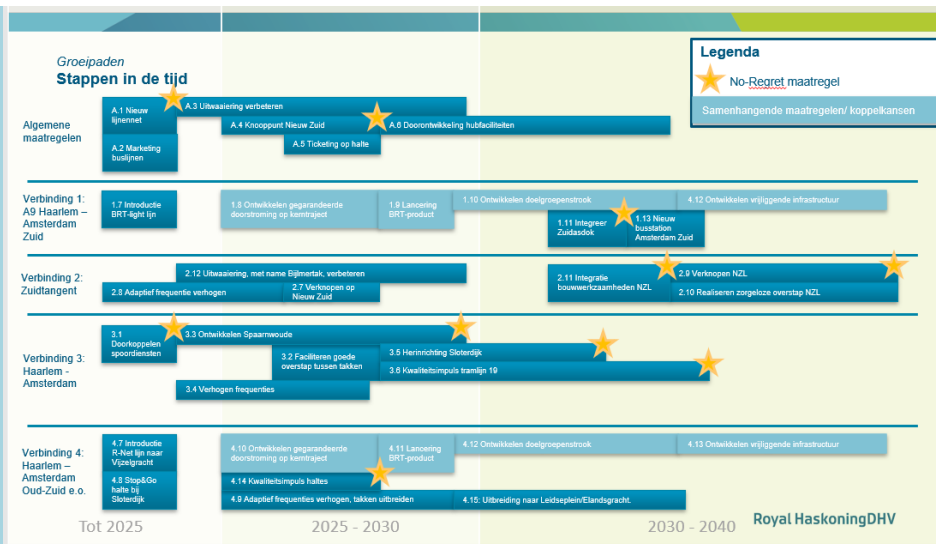 Groeipaden
Stappen in de tijd
Legenda
No-Regret maatregel
Samenhangende maatregelen/ koppelkansen
Algemene
maatregelen
A.1 Nieuw
lijnennet
A.2 Marketing
buslijnen
A.3 Uitwaaiering verbeteren
A.4 Knooppunt Nieuw Zuid
A.5 Ticketing op halte
A.6 Doorontwikkeling hubfaciliteiten
Verbinding 1:
A9 Haarlem –
Amsterdam
Zuid
1.7 Introductie
BRT-light lijn
1.8 Ontwikkelen gegarandeerde
doorstroming op kerntraject
1.9 Lancering
BRT-product
1.10 Ontwikkelen doelgroepenstrook
4.12 Ontwikkelen vrijliggende infrastructuur
1.11 Integreer
Zuidasdok
1.13 Nieuw
busstation
Amsterdam Zuid
Verbinding 2:
Zuidtangent
2.12 Uitwaaiering, met name Bijlmertak, verbeteren
2.8 Adaptief frequentie verhogen
2.7 Verknopen op
Nieuw Zuid
2.11 Integratie
bouwwerkzaamheden NZL
2.9 Verknopen NZL
2.10 Realiseren zorgeloze overstap NZL
Verbinding 3:
Haarlem -
Amsterdam
3.1
Doorkoppelen
spoordiensten
3.3 Ontwikkelen Spaarnwoude
3.2 Faciliteren goede
overstap tussen takken
3.4 Verhogen frequenties
3.5 Herinrichting Sloterdijk
3.6 Kwaliteitsimpuls tramlijn 19
Verbinding 4:
Haarlem –
Amsterdam
Oud-Zuid e.o.
4.7 Introductie
R-Net lijn naar
Vijzelgracht
4.8 Stop&Go
halte bij
Sloterdijk
4.10 Ontwikkelen gegarandeerde
doorstroming op kerntraject
4.11 Lancering
BRT-product
4.12 Ontwikkelen doelgroepenstrook
4.13 Ontwikkelen vrijliggende infrastructuur
4.14 Kwaliteitsimpuls haltes
4.9 Adaptief frequenties verhogen, takken uitbreiden
4.15: Uitbreiding naar Leidseplein/Elandsgracht.
Tot 2025
2025 - 2030
2030 - 2040
Royal HaskoningDHV